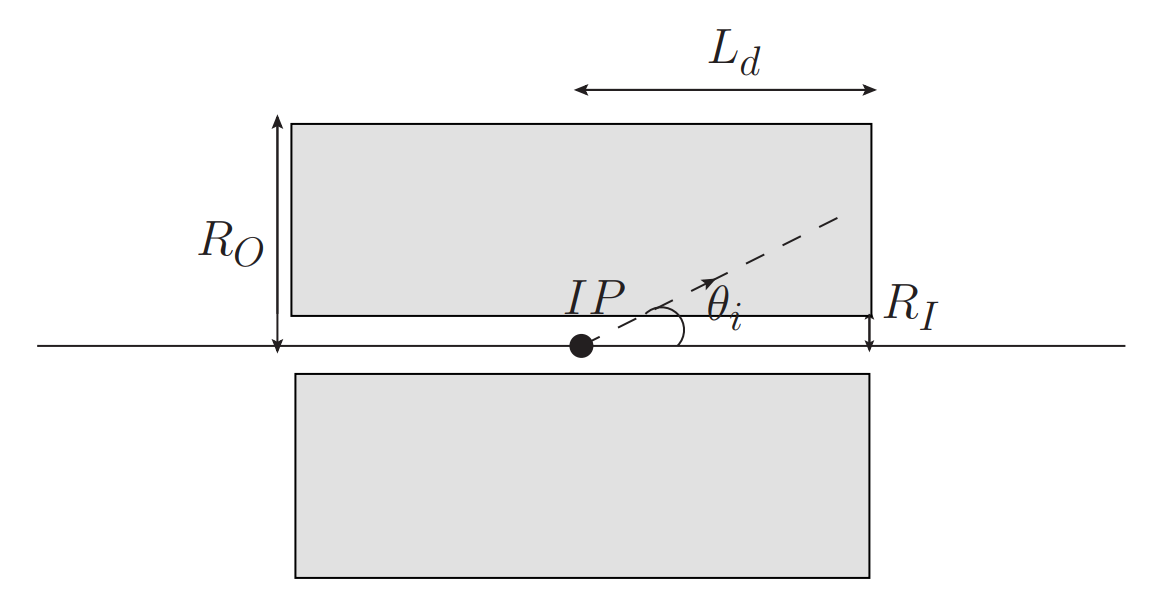 L_d
R_O
IP
θ_i
R_I